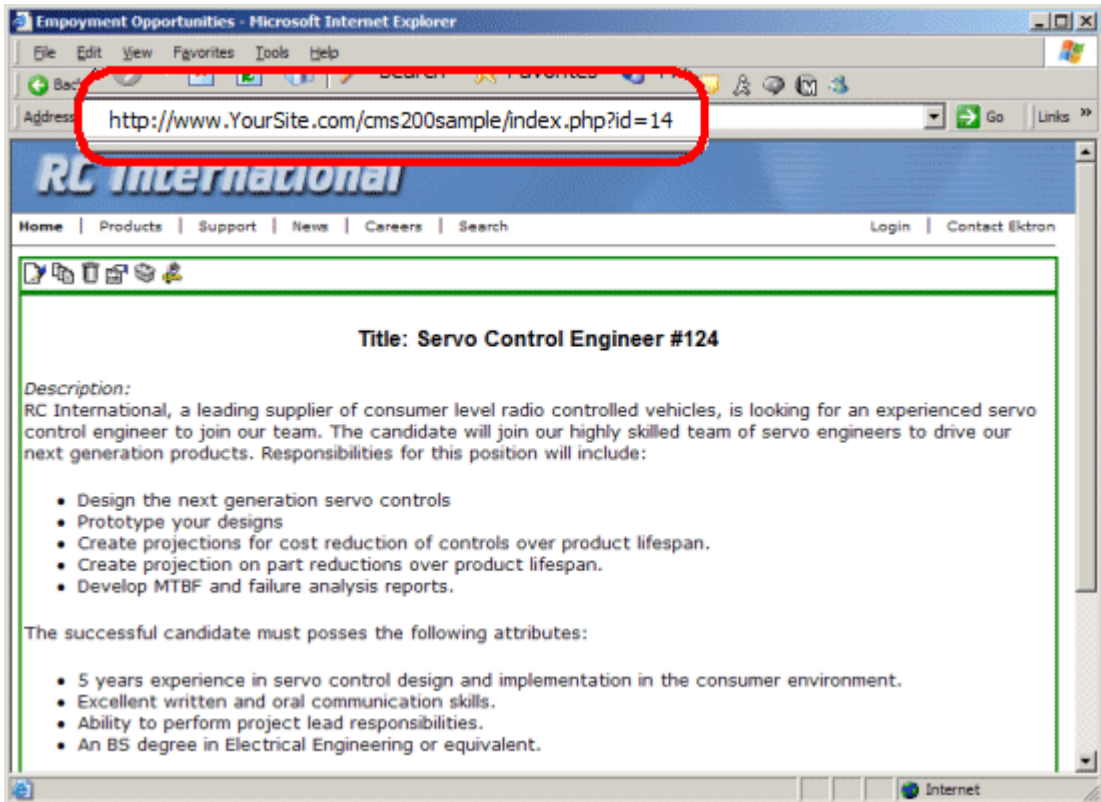 Empoyment Opportunities - Microsoft Internet Explorer
File Edit View Favorites Tools Help
Search Favorites
Address http://www.YourSite.com/cms200sample/index.php?id=14 Go Links »
RC International
Home | Products | Support | News | Careers | Search Login | Contact Ektron
Title: Servo Control Engineer #124
Description:
RC International, a leading supplier of consumer level radio controlled vehicles, is looking for an experienced servo
control engineer to join our team. The candidate will join our highly skilled team of servo engineers to drive our
next generation products. Responsibilities for this position will include:
• Design the next generation servo controls
• Prototype your designs
• Create projections for cost reduction of controls over product lifespan.
• Create projection on part reductions over product lifespan.
• Develop MTBF and failure analysis reports.
The successful candidate must posses the following attributes:
• 5 years experience in servo control design and implementation in the consumer environment.
• Excellent written and oral communication skills.
• Ability to perform project lead responsibilities.
• An BS degree in Electrical Engineering or equivalent.
Internet